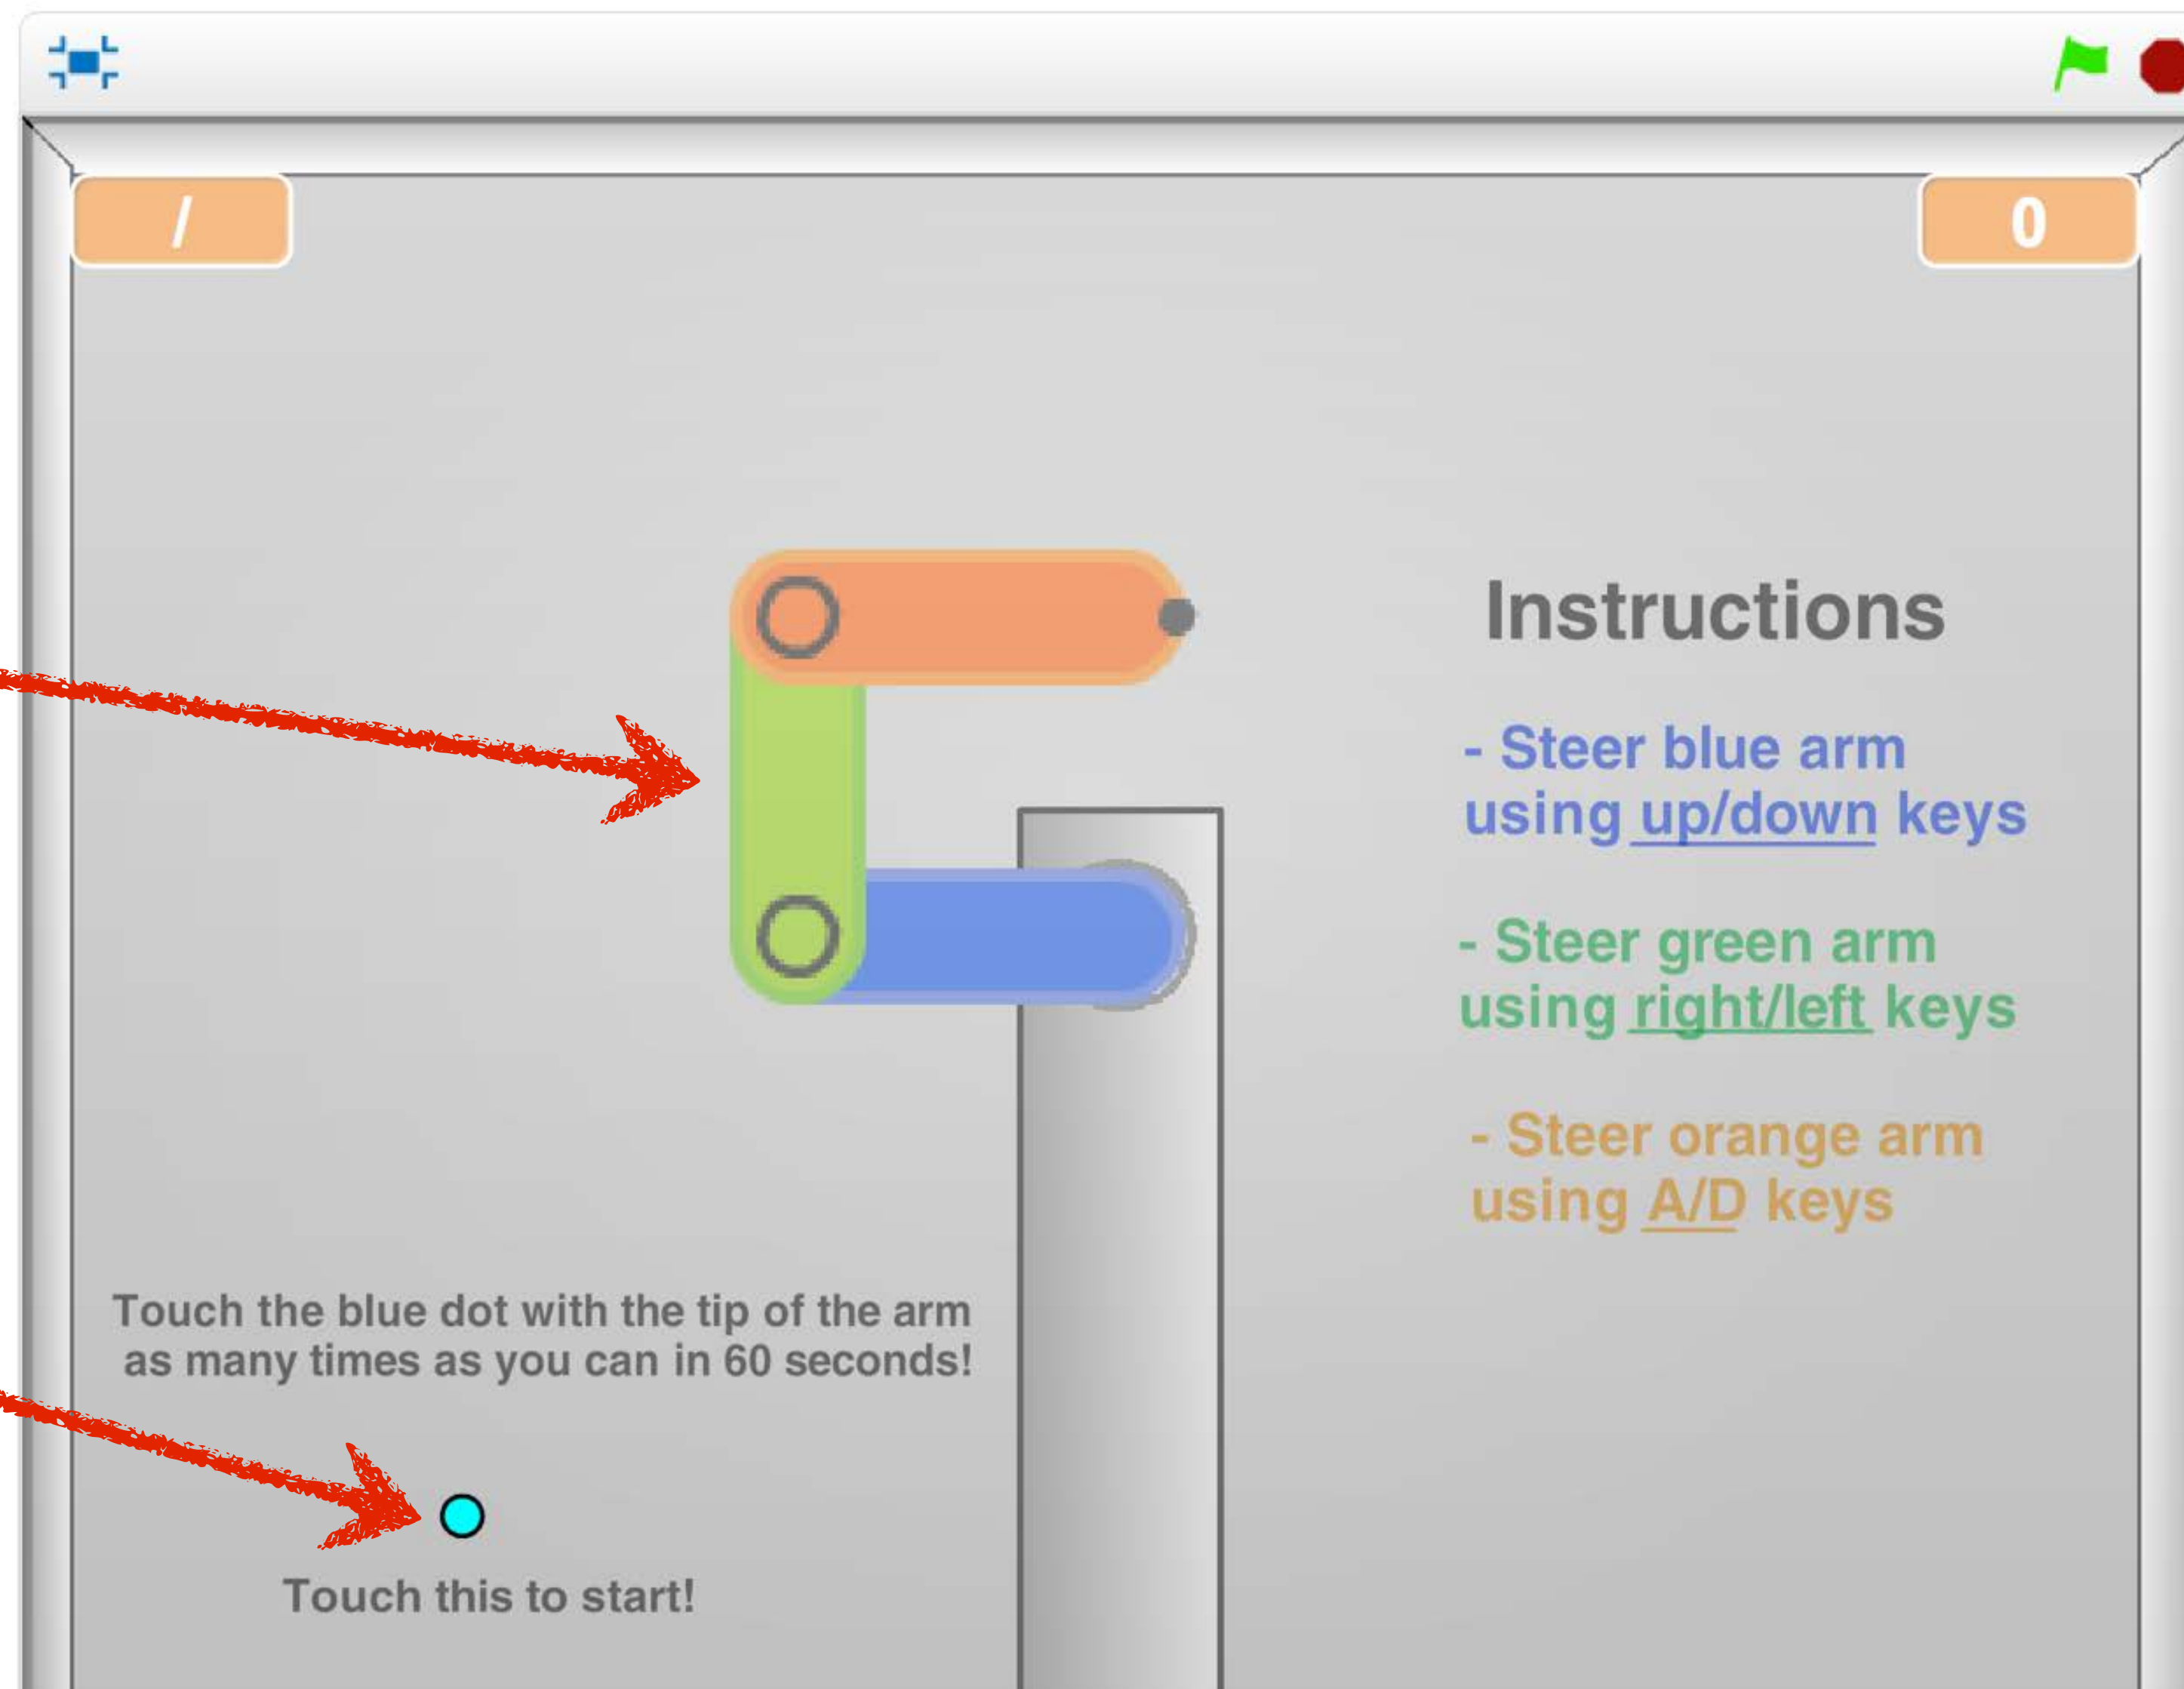 /
0
Instructions
- Steer blue arm
using up/down keys
- Steer green arm
using right/left keys
- Steer orange arm
using A/D keys
Touch the blue dot with the tip of the arm
as many times as you can in 60 seconds!
Touch this to start!